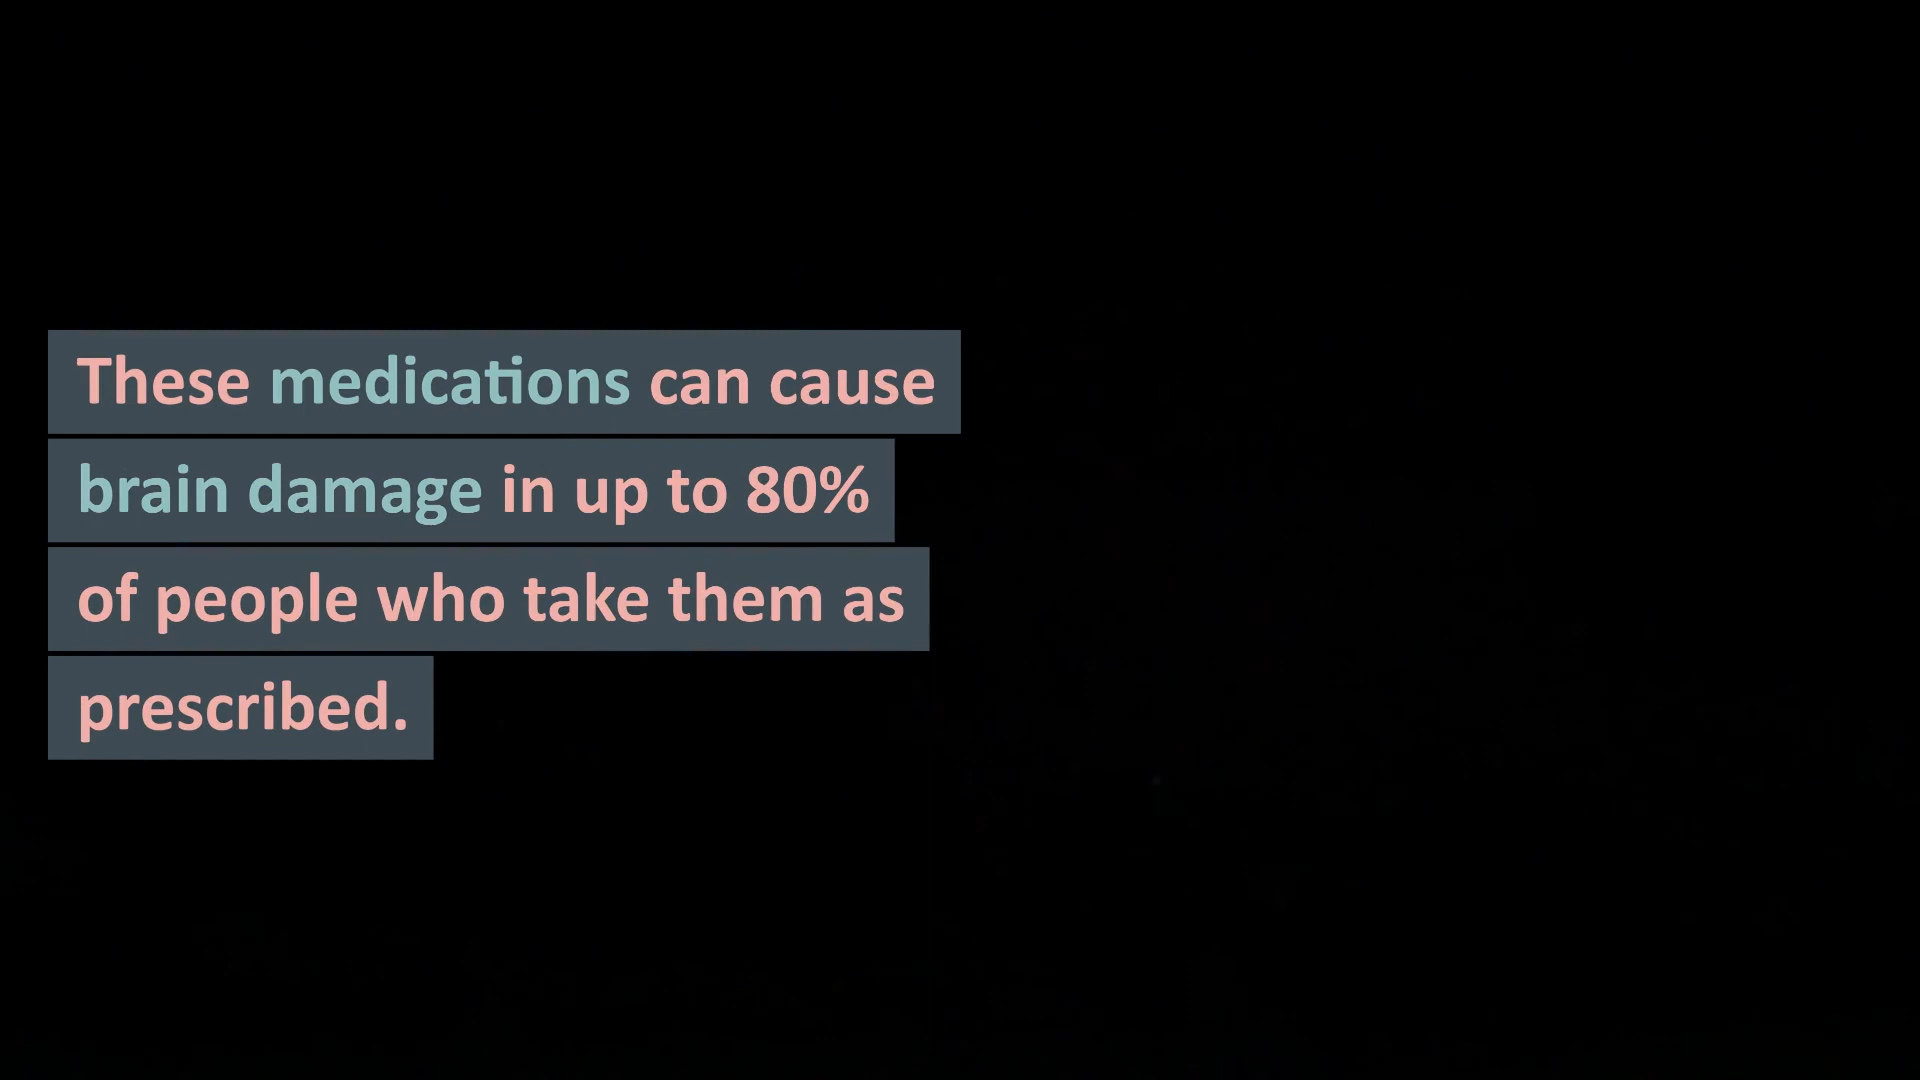 These medications can cause
brain damage in up to 80%
of people who take them as
prescribed.